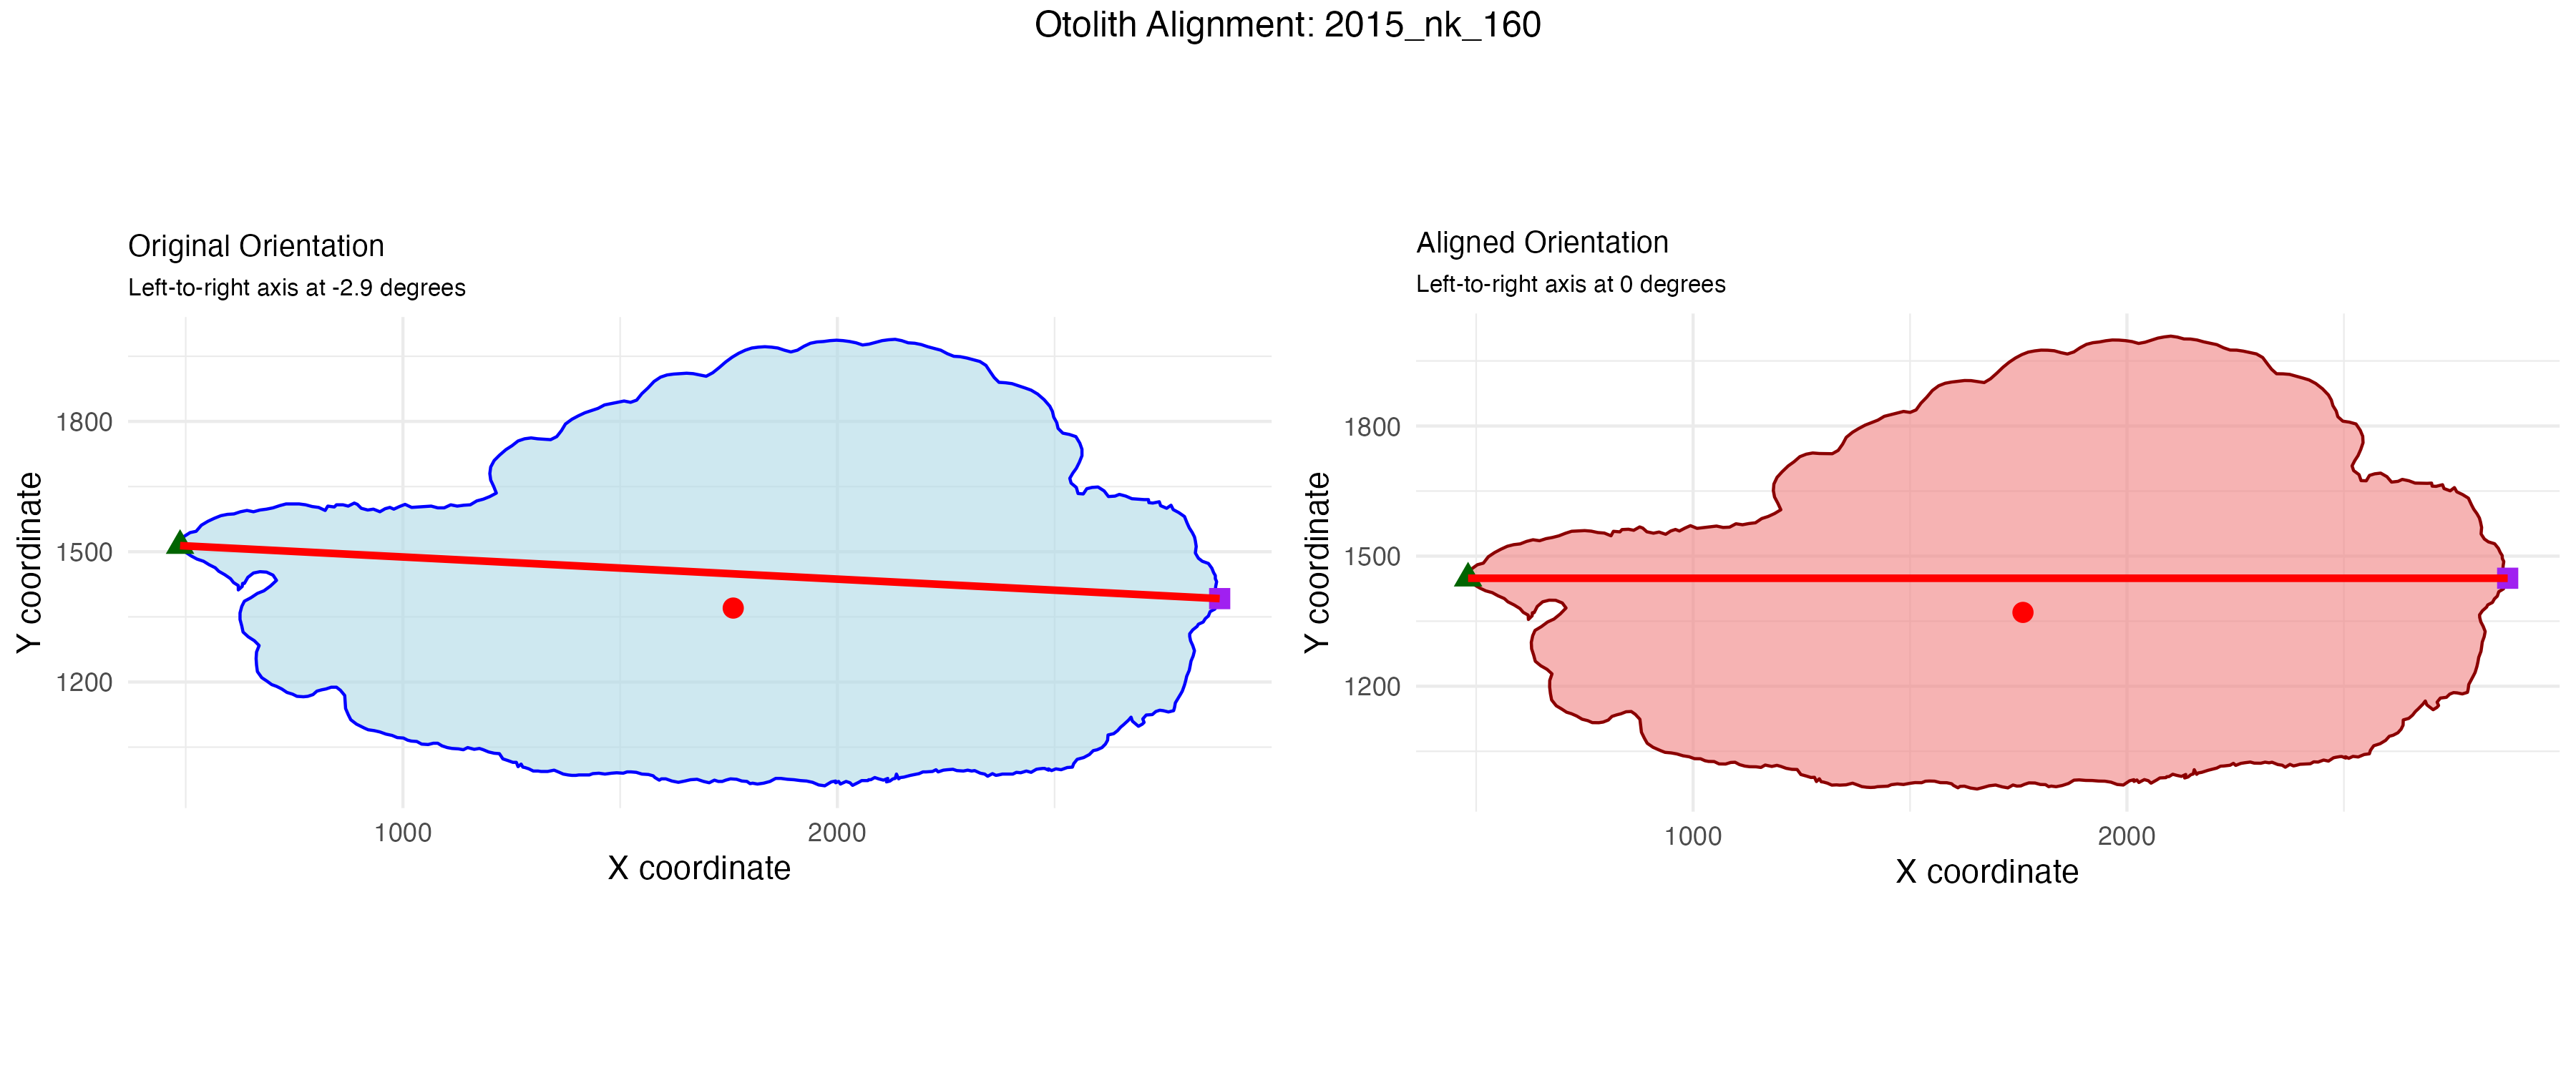 Otolith Alignment: 2015_nk_160
Original Orientation
Left-to-right axis at -2.9 degrees
1800
1500
1200
Y coordinate
1000
2000
X coordinate
Aligned Orientation
Left-to-right axis at 0 degrees
1800
1500
1200
Y coordinate
1000
2000
X coordinate